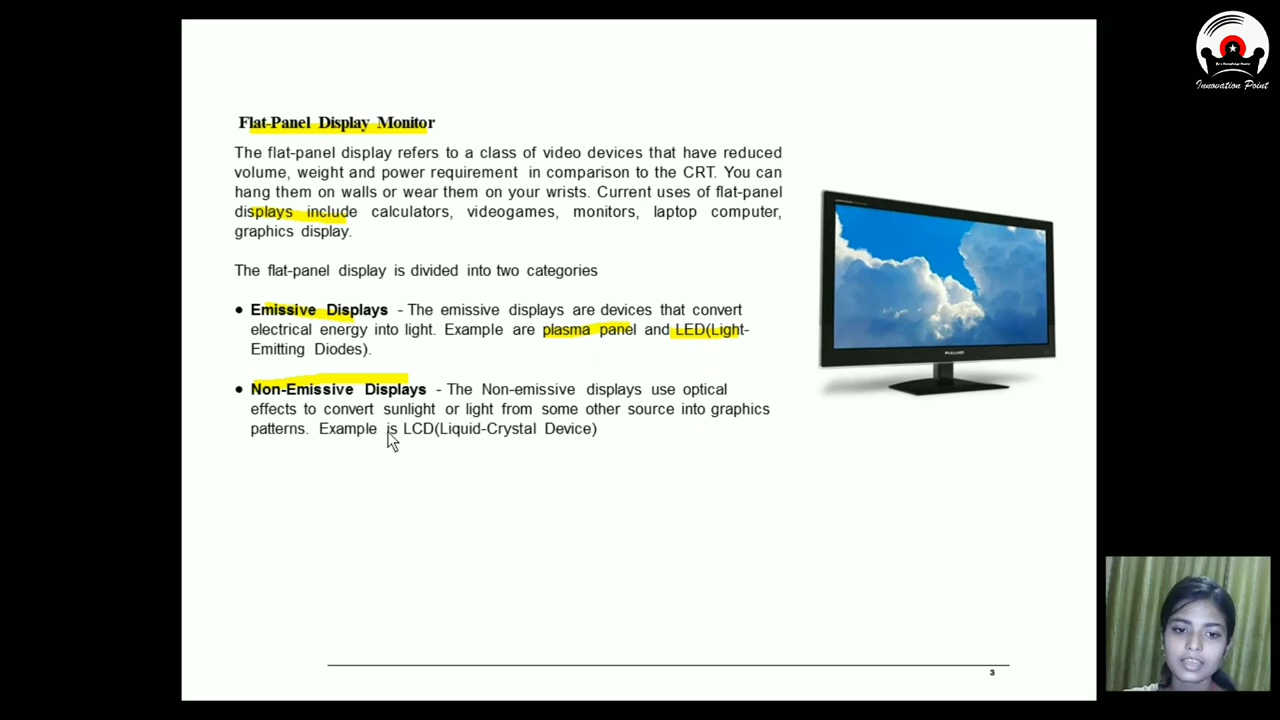 Flat-Panel Display Monitor
The flat-panel display refers to a class of video devices that have reduced
volume, weight and power requirement in comparison to the CRT. You can
hang them on walls or wear them on your wrists. Current uses of flat-panel
displays include calculators, videogames, monitors, laptop computer,
graphics display.
The flat-panel display is divided into two categories
● Emissive Displays - The emissive displays are devices that convert
electrical energy into light. Example are plasma panel and LED(Light-
Emitting Diodes).
● Non-Emissive Displays - The Non-emissive displays use optical
effects to convert sunlight or light from some other source into graphics
patterns. Example is LCD(Liquid-Crystal Device)
3
Innovation Point